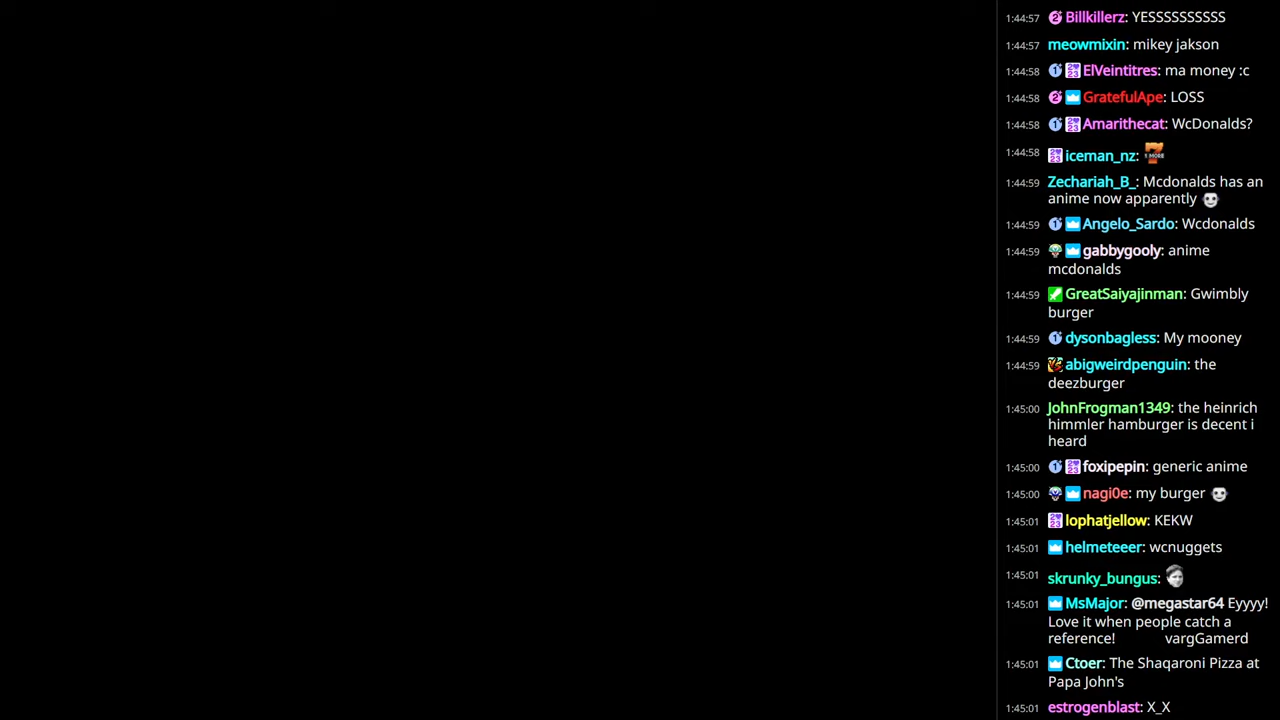 1:44:57 Billkillerz: YESSSSSSSSSS
1:44:57 meowmixin: mikey jakson
1:44:58 ElVeintitres: ma money :c
1:44:58 GratefulApe: LOSS
1:44:58 Amarithecat: WcDonalds?
1:44:58 iceman_nz:
1:44:59 Zechariah_B_: Mcdonalds has an
anime now apparently
1:44:59 Angelo_Sardo: Wcdonalds
1:44:59 gabbygooly: anime
mcdonalds
1:44:59 GreatSaiyajinman: Gwimbly
burger
1:44:59 dysonbagless: My mooney
1:44:59 abigweirdpenguin: the
deezburger
1:45:00 JohnFrogman1349: the heinrich
himmler hamburger is decent i
heard
1:45:00 foxipepin: generic anime
1:45:00 nagi0e: my burger
1:45:01 lophatjellow: KEKW
1:45:01 helmeteeer: wcnuggets
1:45:01 skrunky_bungus:
1:45:01 MsMajor: @megastar64 Eyyyy!
Love it when people catch a
reference! vargGamerd
1:45:01 Ctoer: The Shaqaroni Pizza at
Papa John's
1:45:01 estrogenblast: X_X